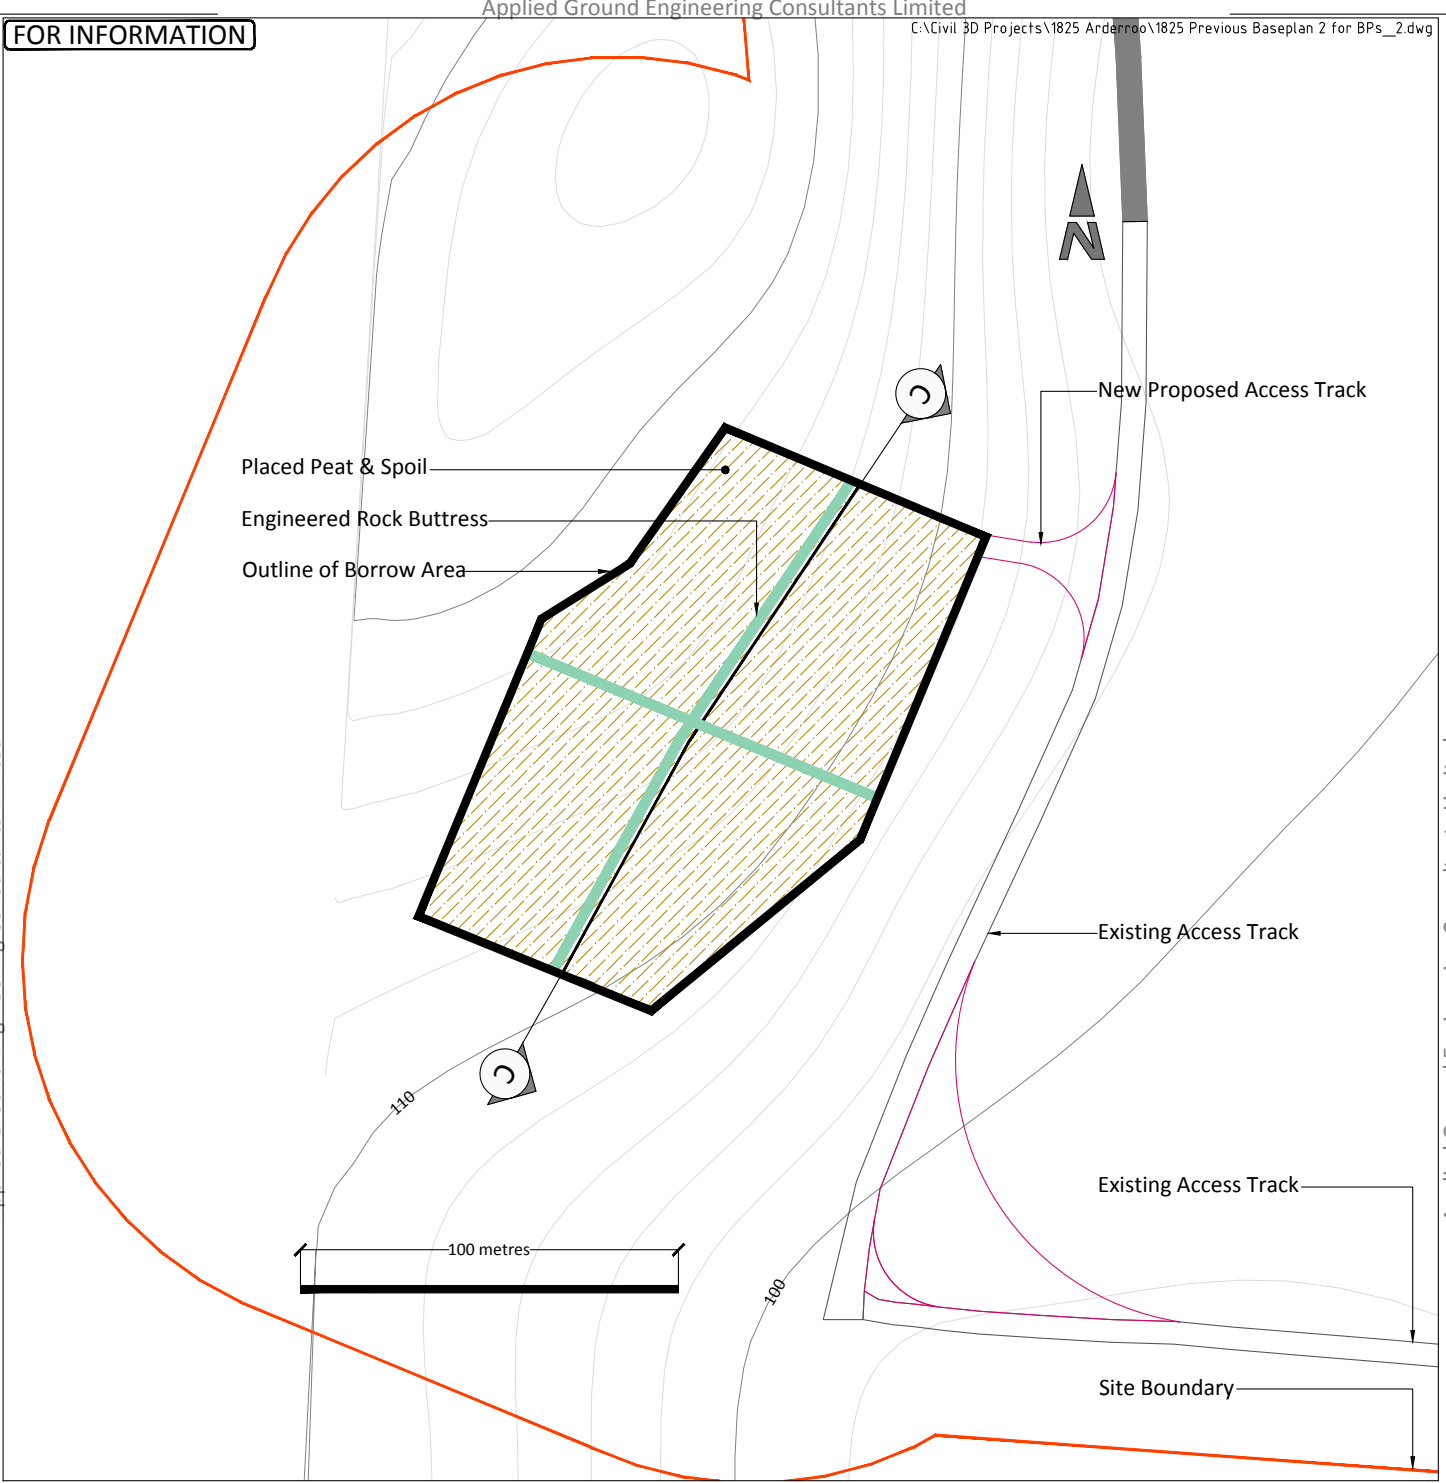 Applied Ground Engineering Consultants Limited
FOR INFORMATION
C:\Civil 3D Projects\1825 Arderroo\1825 Previous Baseplan 2 for BPs__2.dwg
N
C
New Proposed Access Track
Placed Peat & Spoil
Engineered Rock Buttress
Outline of Borrow Area
Existing Access Track
C
110
Existing Access Track
100 metres
100
Site Boundary